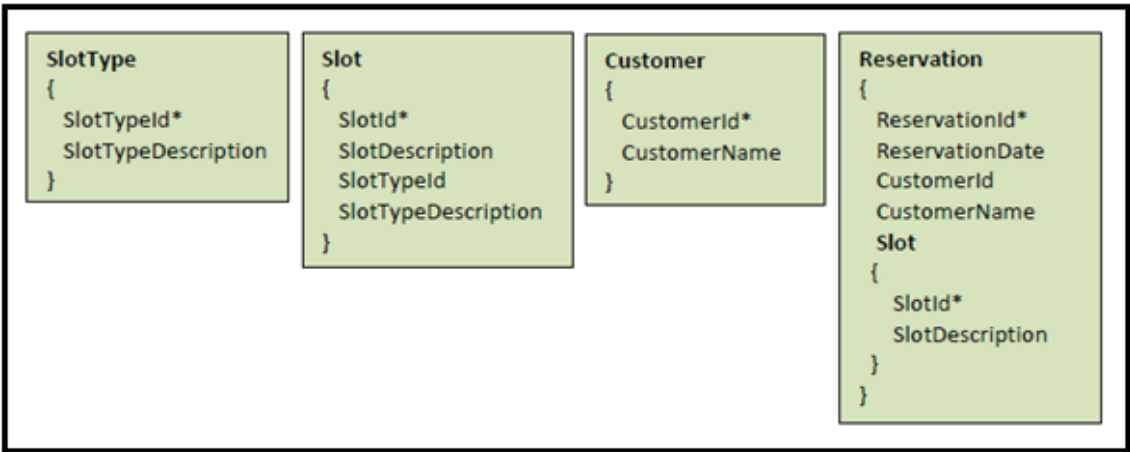 SlotType
{
SlotTypeId*
SlotTypeDescription
}
Slot
{
SlotId*
SlotDescription
SlotTypeId
SlotTypeDescription
}
Customer
{
CustomerId*
CustomerName
}
Reservation
{
ReservationId*
ReservationDate
CustomerId
CustomerName
Slot
{
SlotId*
SlotDescription
}
}